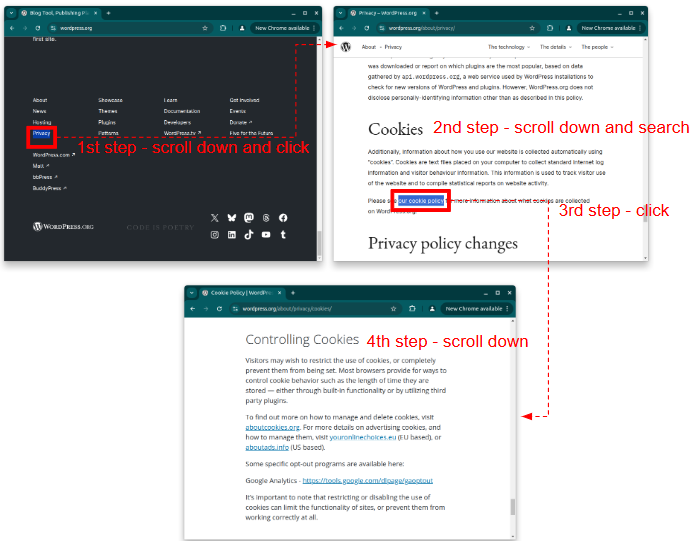 Blog Tool, Publishing Pl
wordpress.org
New Chrome available
first site.
About
Showcase
Learn
Get Involved
News
Themes
Documentation
Events
Hosting
Plugins
Developers
Donate ↗
Privacy
Patterns
WordPress.tv ↗
Five for the Future
1st step - scroll down and click
WordPress.com ↗
Matt ↗
bbPress ↗
BuddyPress ↗
WORDPRESS.ORG
CODE IS POETRY
Privacy – WordPress.org
wordpress.org/about/privacy/
New Chrome available
About
Privacy
The technology
The details
The people
was downloaded or report on which plugins are the most popular, based on data
gathered by api.wordpress.org, a web service used by WordPress installations to
check for new versions of WordPress and plugins. However, WordPress.org does not
disclose personally-identifying information other than as described in this policy.
Cookies
2nd step - scroll down and search
Additionally, information about how you use our website is collected automatically using
“cookies”. Cookies are text files placed on your computer to collect standard internet log
information and visitor behaviour information. This information is used to track visitor use
of the website and to compile statistical reports on website activity.
Please see our cookie policy for more information about what cookies are collected
on WordPress.org.
3rd step - click
Privacy policy changes
Cookie Policy | WordPre
wordpress.org/about/privacy/cookies/
New Chrome available
Controlling Cookies
4th step - scroll down
Visitors may wish to restrict the use of cookies, or completely
prevent them from being set. Most browsers provide for ways to
control cookie behavior such as the length of time they are
stored — either through built-in functionality or by utilizing third
party plugins.
To find out more on how to manage and delete cookies, visit
aboutcookies.org. For more details on advertising cookies, and
how to manage them, visit youronlinechoices.eu (EU based), or
aboutads.info (US based).
Some specific opt-out programs are available here:
Google Analytics - https://tools.google.com/dlpage/gaoptout
It’s important to note that restricting or disabling the use of
cookies can limit the functionality of sites, or prevent them from
working correctly at all.